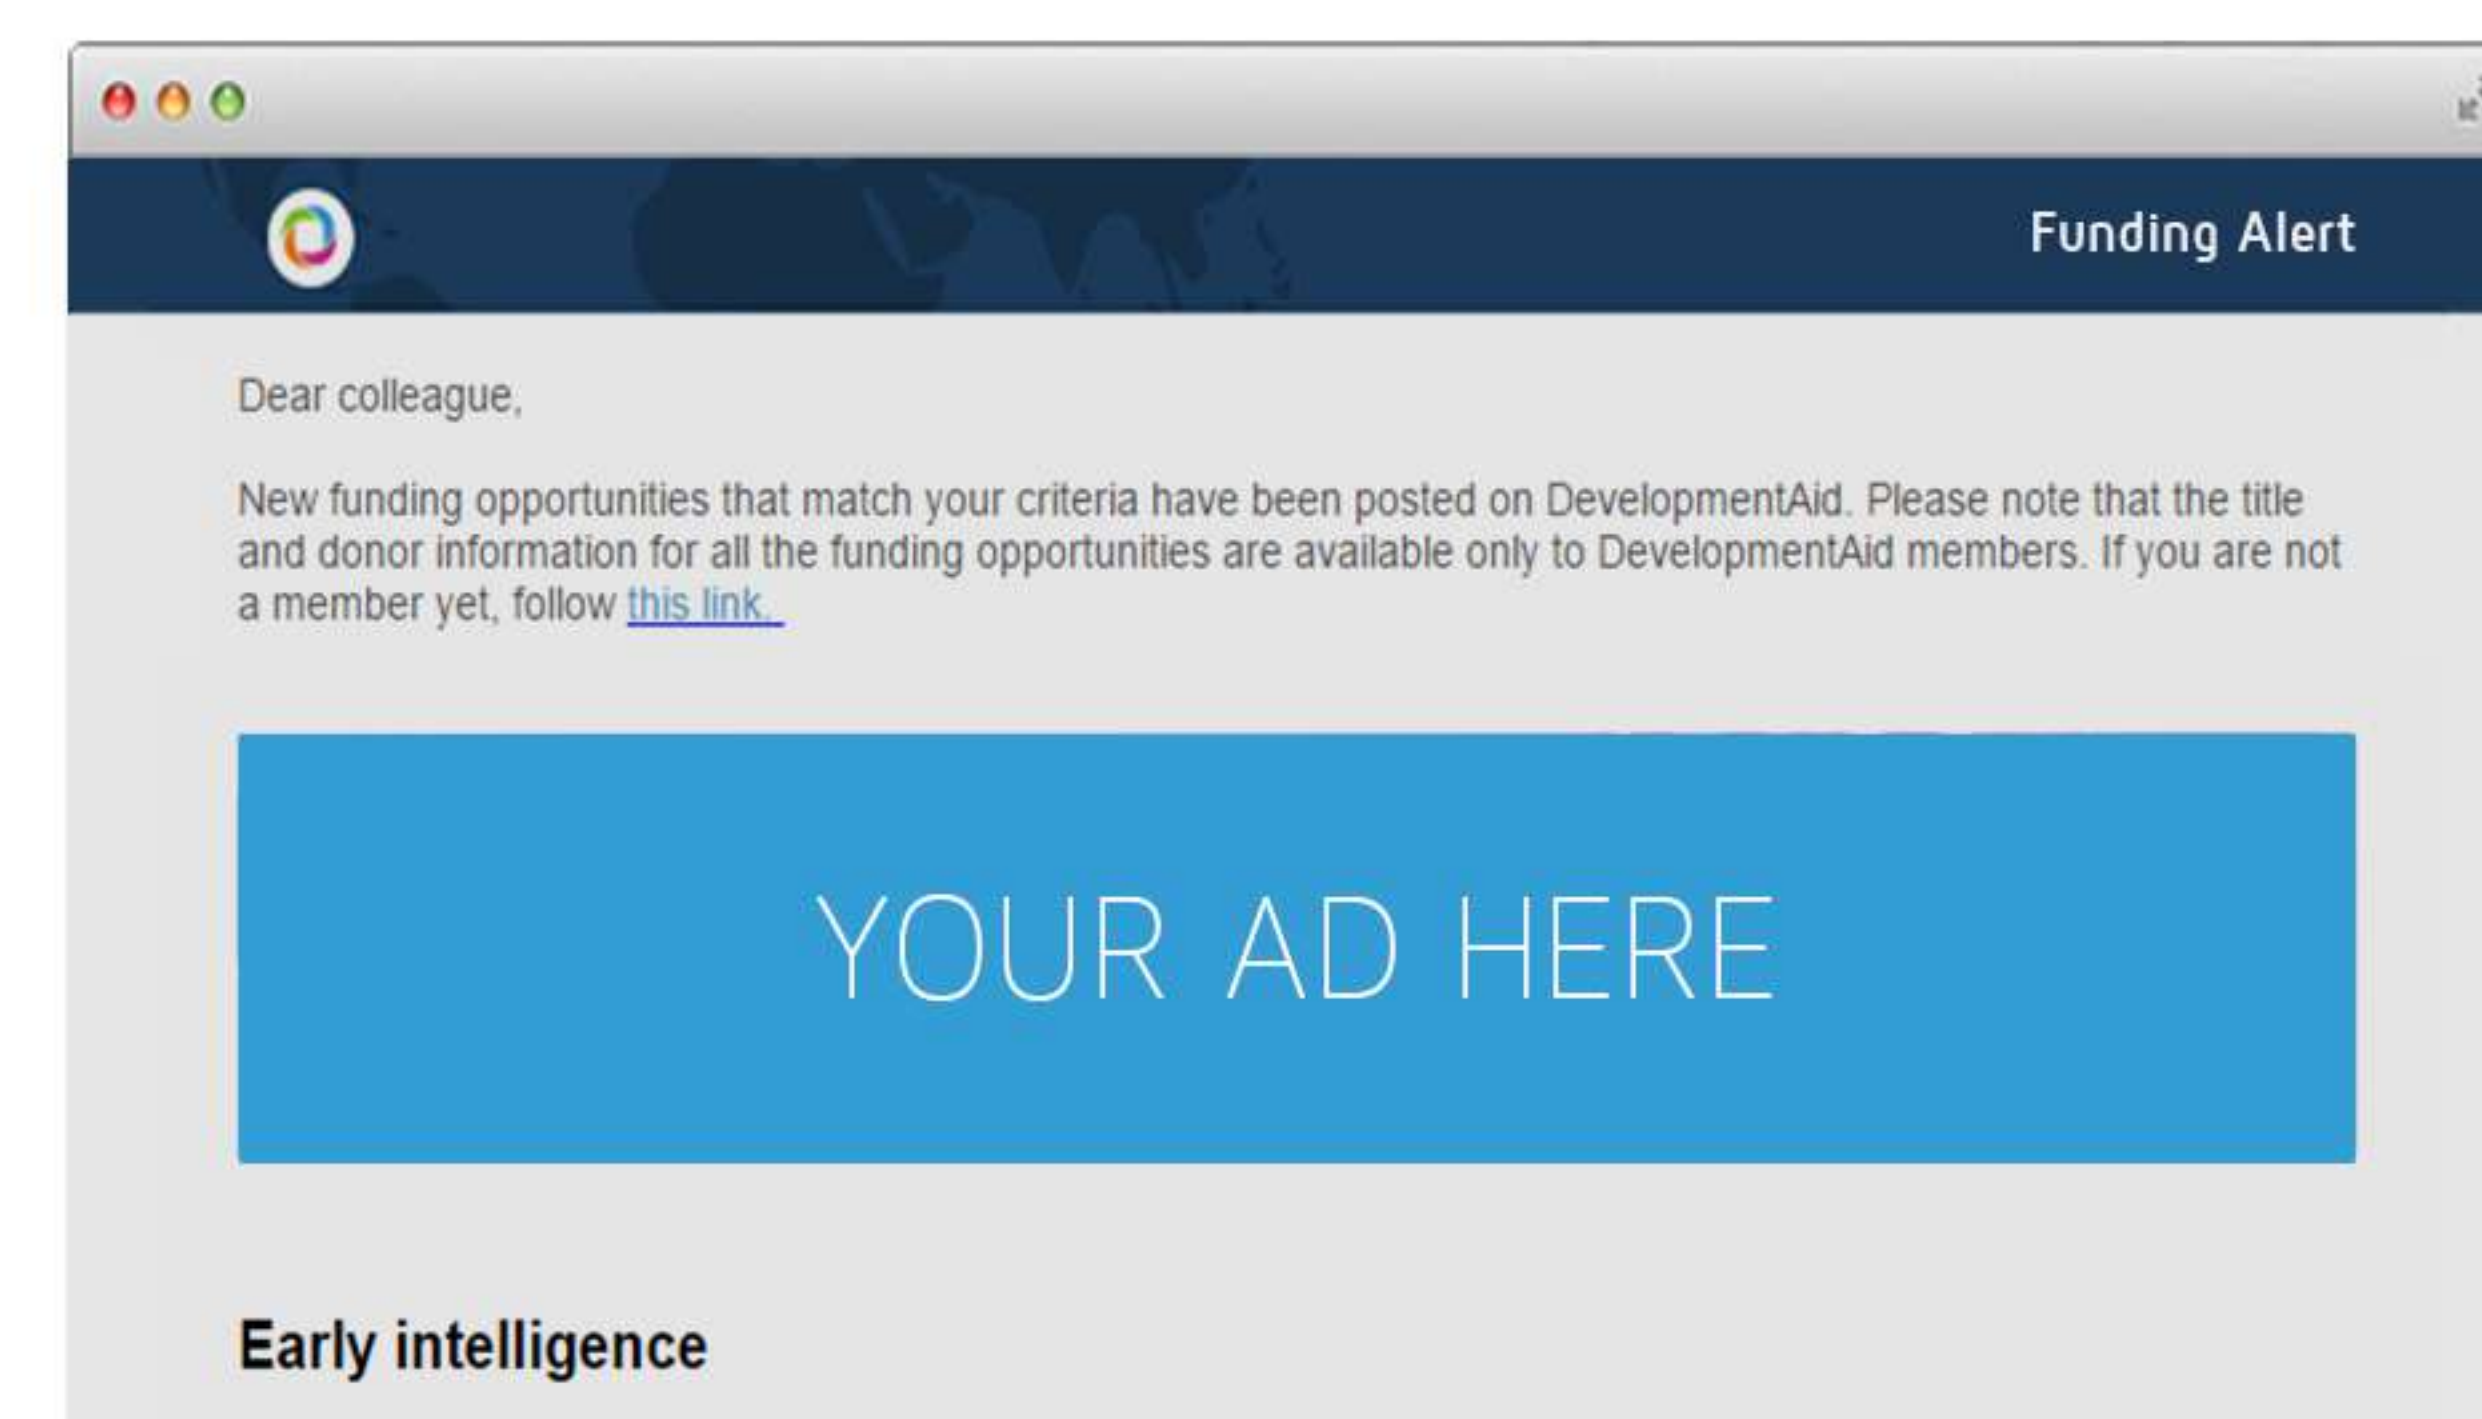 Funding Alert
Dear colleague,
New funding opportunities that match your criteria have been posted on DevelopmentAid. Please note that the title
and donor information for all the funding opportunities are available only to DevelopmentAid members. If you are not
a member yet, follow this link.
YOUR AD HERE
Early intelligence